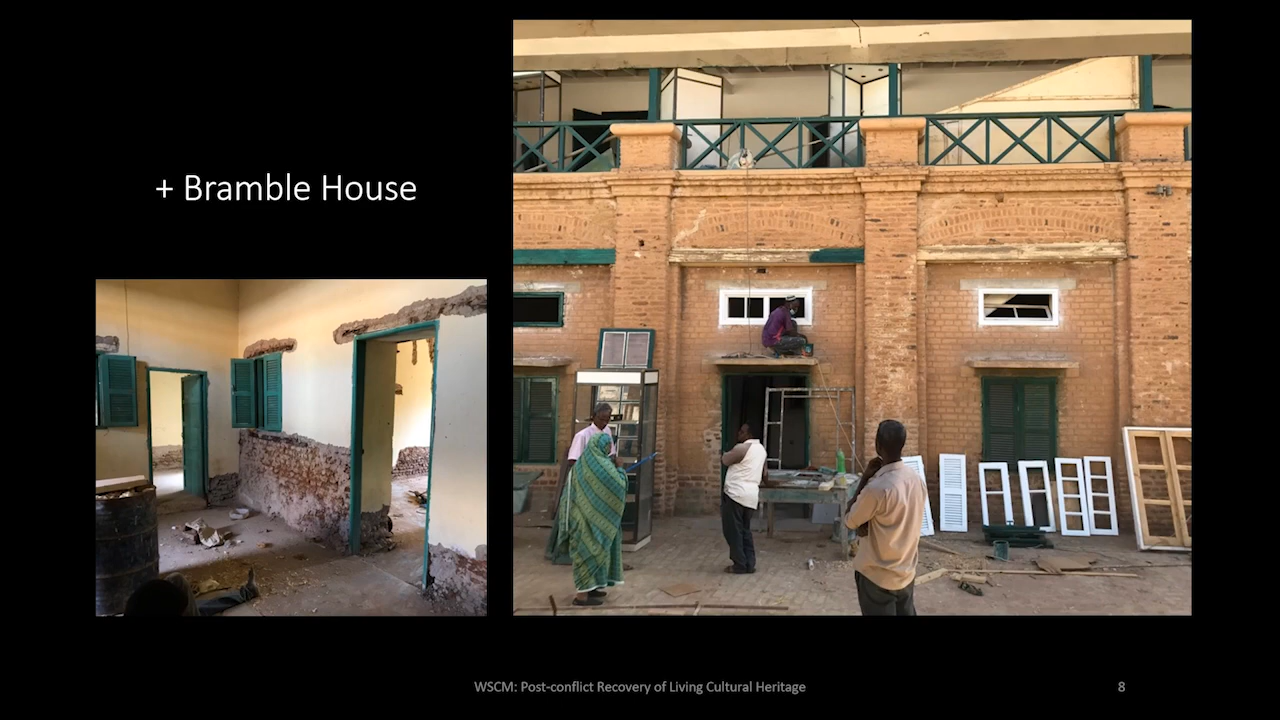 + Bramble House
WSCM: Post-conflict Recovery of Living Cultural Heritage
8